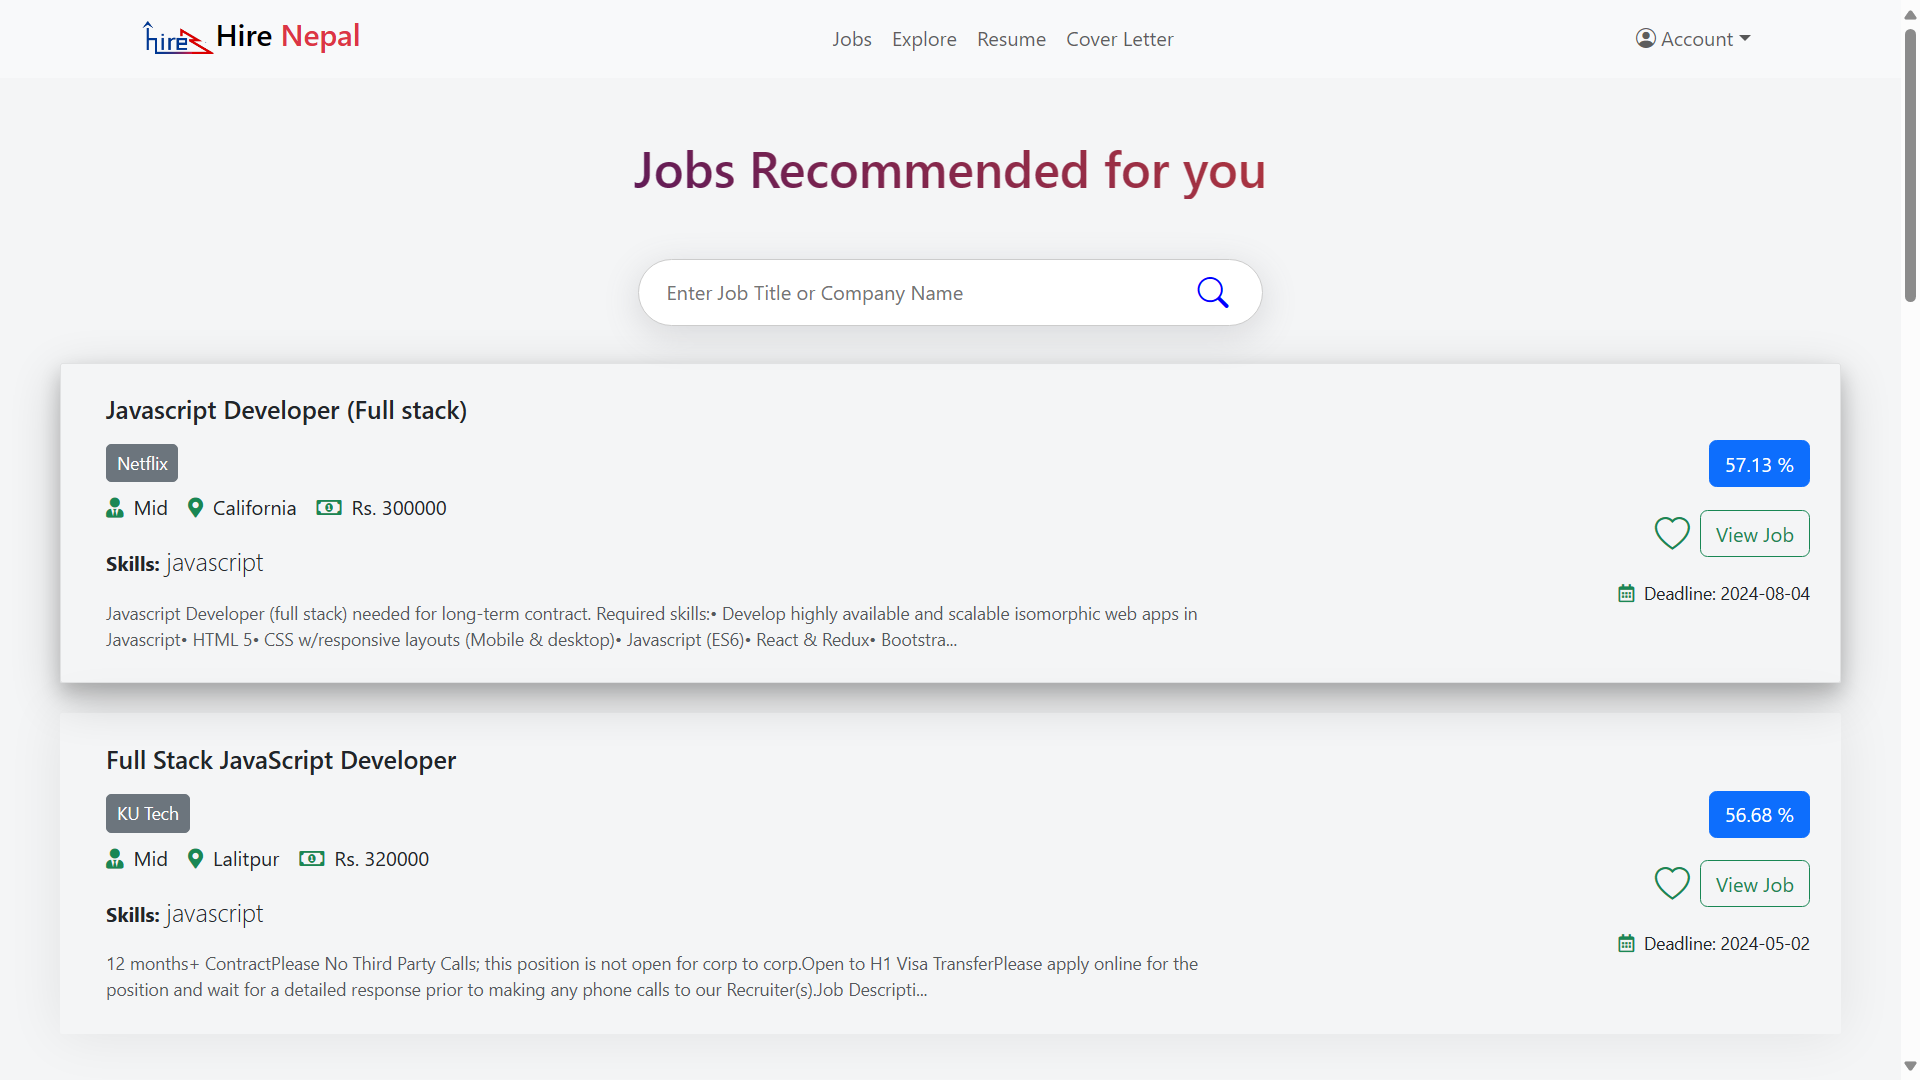 hire
Hire Nepal
Jobs Explore Resume Cover Letter
Account
Jobs Recommended for you
Enter Job Title or Company Name
Javascript Developer (Full stack)
Netflix
57.13 %
Mid California Rs. 300000
View Job
Skills: javascript
Deadline: 2024-08-04
Javascript Developer (full stack) needed for long-term contract. Required skills:• Develop highly available and scalable isomorphic web apps in
Javascript• HTML 5• CSS w/responsive layouts (Mobile & desktop)• Javascript (ES6)• React & Redux• Bootstra...
Full Stack JavaScript Developer
KU Tech
56.68 %
Mid Lalitpur Rs. 320000
View Job
Skills: javascript
Deadline: 2024-05-02
12 months+ ContractPlease No Third Party Calls; this position is not open for corp to corp.Open to H1 Visa TransferPlease apply online for the
position and wait for a detailed response prior to making any phone calls to our Recruiter(s).Job Descripti...